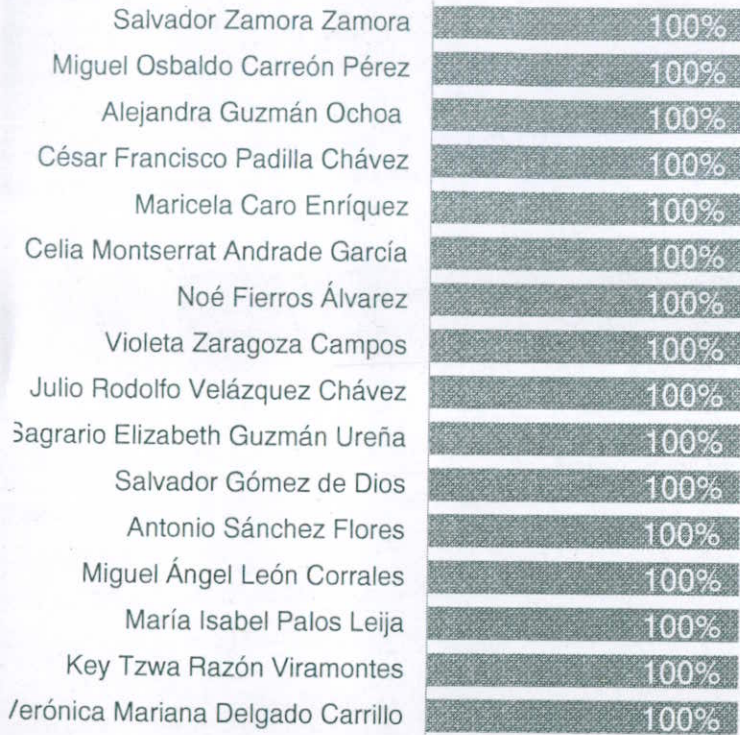 Salvador Zamora Zamora 100%
Miguel Osbaldo Carreón Pérez 100%
Alejandra Guzmán Ochoa 100%
César Francisco Padilla Chávez 100%
Maricela Caro Enríquez 100%
Celia Montserrat Andrade García 100%
Noé Fierros Álvarez 100%
Violeta Zaragoza Campos 100%
Julio Rodolfo Velázquez Chávez 100%
Sagrario Elizabeth Guzmán Ureña 100%
Salvador Gómez de Dios 100%
Antonio Sánchez Flores 100%
Miguel Ángel León Corrales 100%
María Isabel Palos Leija 100%
Key Tzwa Razón Viramontes 100%
Verónica Mariana Delgado Carrillo 100%